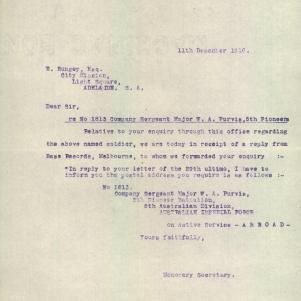 11th December 1916.
E. Bungey, Esq.
City Mission,
Light Square,
ADELAIDE, S. A.
Dear Sir,
re No 1613 Company Sergeant Major W. A. Purvis, 5th Pioneers
Relative to your enquiry through this office regarding
the above named soldier, we are today in receipt of a reply from
Base Records, Melbourne, to whom we forwarded your enquiry :-
"In reply to your letter of the 29th ultimo, I have to
inform you the postal address you require is as follows :-
No 1613.
Company Sergeant Major W. A. Purvis,
5th Pioneer Battalion,
5th Australian Division,
AUSTRALIAN IMPERIAL FORCE
on Active Service - ABROAD -
Yours faithfully,
Honorary Secretary.